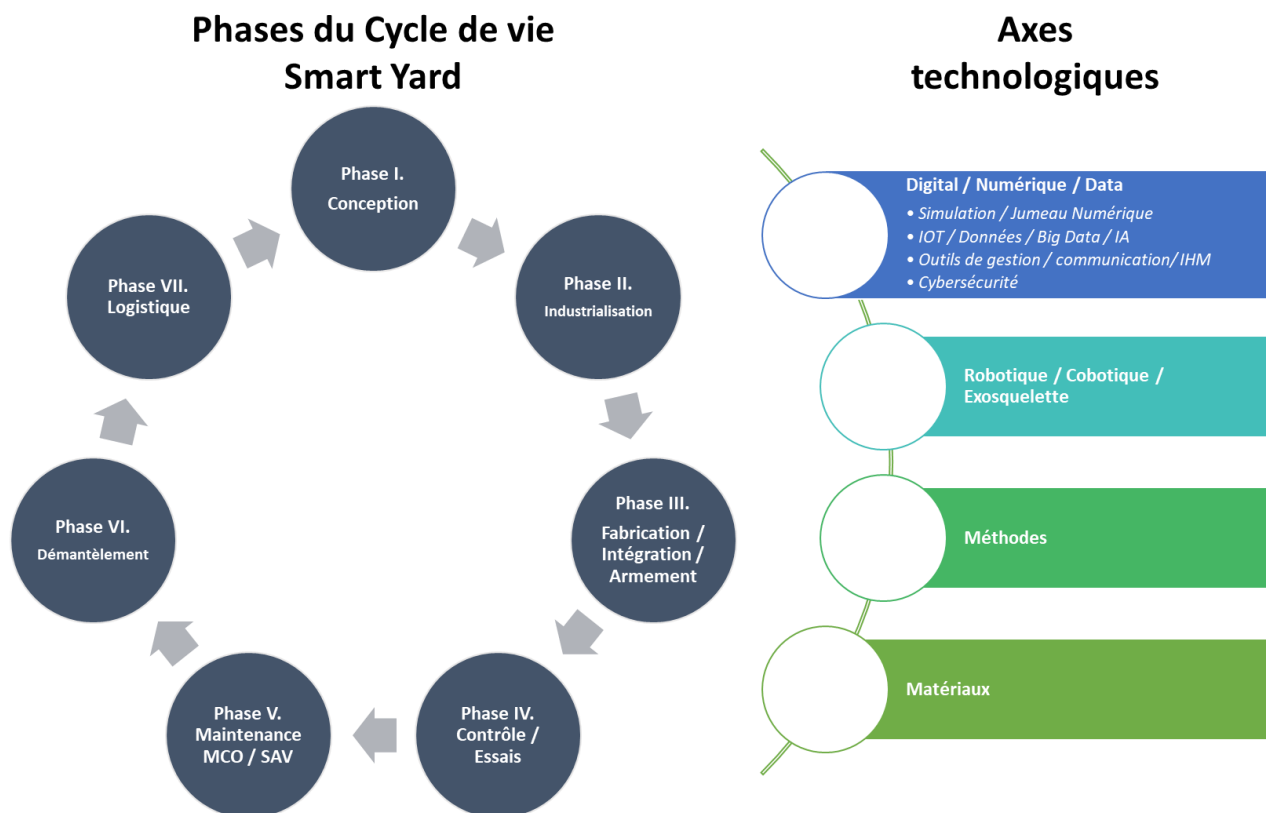 Phases du Cycle de vie
Smart Yard
Phase I.
Conception
Phase II.
Industrialisation
Phase III.
Fabrication /
Intégration /
Armement
Phase IV.
Contrôle /
Essais
Phase V.
Maintenance
MCO / SAV
Phase VI.
Démantèlement
Phase VII.
Logistique
Axes
technologiques
Digital / Numérique / Data
• Simulation / Jumeau Numérique
• IOT / Données / Big Data / IA
• Outils de gestion / communication/ IHM
• Cybersécurité
Robotique / Cobotique /
Exosquelette
Méthodes
Matériaux